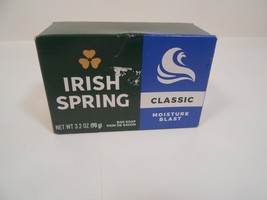 IRISH
SPRING
NET WT 3.2 OZ (90 g)
BAR SOAP
PAIN DE SAVON
CLASSIC
MOISTURE
BLAST